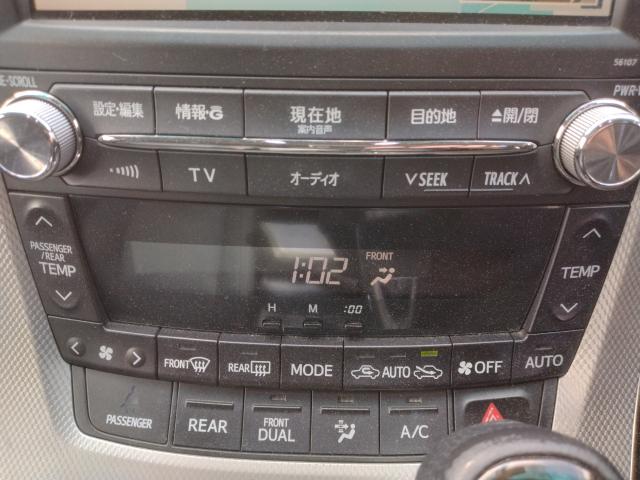 56107
E-SCROLL
PWR-V
設定・編集 情報・G 現在地 目的地 ▲開/閉
案内音声
TV オーディオ ∨SEEK TRACK∧
PASSENGER
/REAR
TEMP
1:02 FRONT
TEMP
H M :00
FRONT REAR MODE AUTO OFF AUTO
PASSENGER REAR FRONT
DUAL A/C